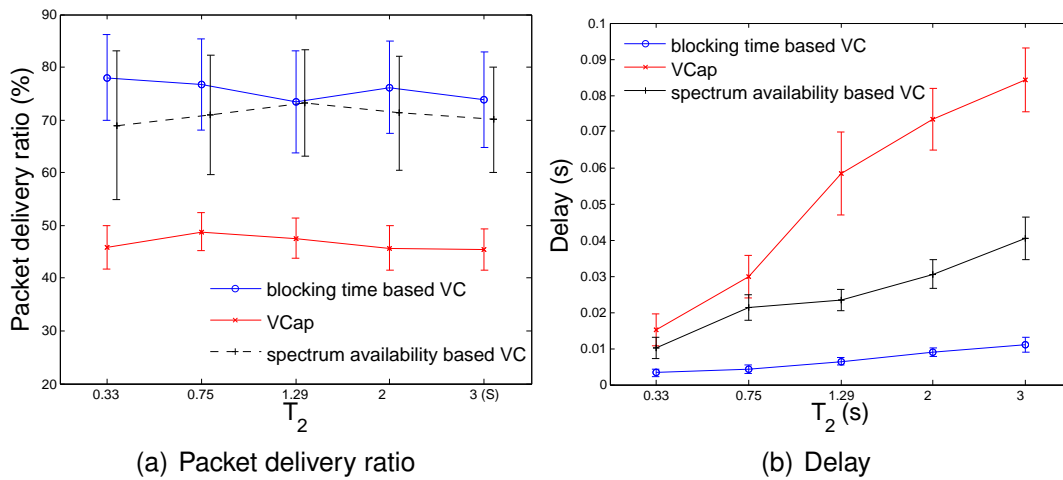 90
80
70
60
50
40
30
20
0.33
0.75
1.29
2
3 (S)
T2
Packet delivery ratio (%)
blocking time based VC
VCap
spectrum availability based VC
(a) Packet delivery ratio
0.1
0.09
0.08
0.07
0.06
0.05
0.04
0.03
0.02
0.01
0
0.33
0.75
1.29
2
3
T2 (s)
Delay (s)
blocking time based VC
VCap
spectrum availability based VC
(b) Delay